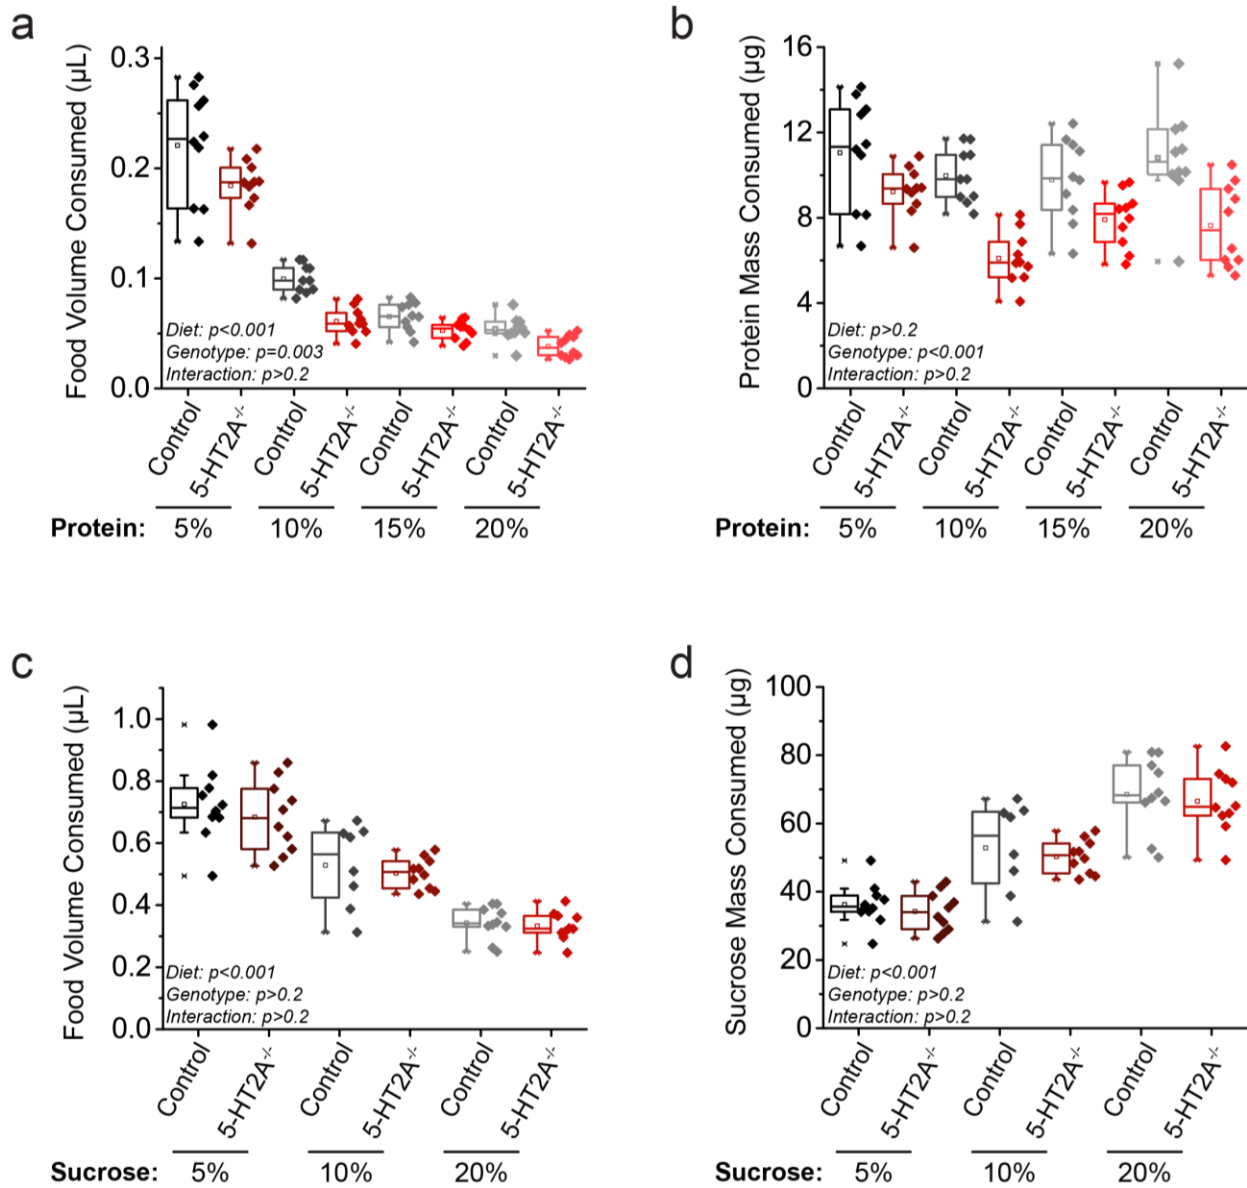 a
Food Volume Consumed (µL)
0.3
0.2
0.1
0.0
Diet: p<0.001
Genotype: p=0.003
Interaction: p>0.2
Control
5-HT2A-/-
Control
5-HT2A-/-
Control
5-HT2A-/-
Control
5-HT2A-/-
Protein: 5% 10% 15% 20%
b
Protein Mass Consumed (µg)
16
12
8
4
0
Diet: p>0.2
Genotype: p<0.001
Interaction: p>0.2
Control
5-HT2A-/-
Control
5-HT2A-/-
Control
5-HT2A-/-
Control
5-HT2A-/-
Protein: 5% 10% 15% 20%
c
Food Volume Consumed (µL)
1.0
0.8
0.6
0.4
0.2
0.0
Diet: p<0.001
Genotype: p>0.2
Interaction: p>0.2
Control
5-HT2A-/-
Control
5-HT2A-/-
Control
5-HT2A-/-
Sucrose: 5% 10% 20%
d
Sucrose Mass Consumed (µg)
100
80
60
40
20
0
Diet: p<0.001
Genotype: p>0.2
Interaction: p>0.2
Control
5-HT2A-/-
Control
5-HT2A-/-
Control
5-HT2A-/-
Sucrose: 5% 10% 20%